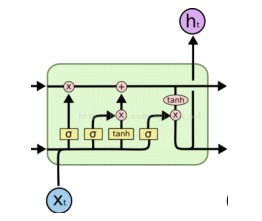 hₜ
× +
tanh
× ×
σ σ tanh σ
Xₜ